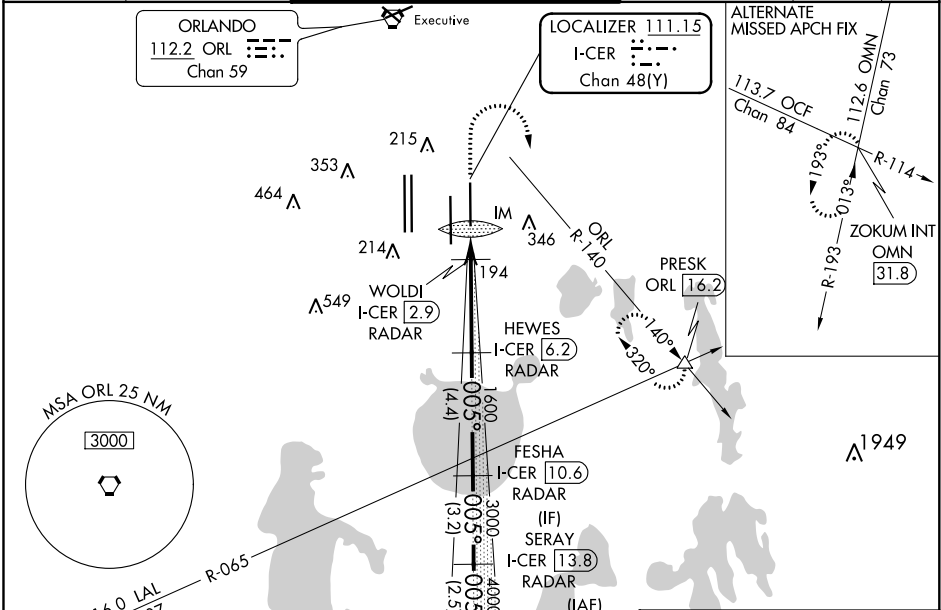 ORLANDO
112.2 ORL
Chan 59
Executive
LOCALIZER 111.15
I-CER
Chan 48(Y)
ALTERNATE
MISSED APCH FIX
113.7 OCF
Chan 84
112.6 OMN
Chan 73
193°
013°
R-114
R-193
ZOKUM INT
OMN
31.8
215
353
464
214
549
IM
346
194
ORL
R-140
WOLDI
I-CER 2.9
RADAR
PRESK
ORL 16.2
140°
320°
HEWES
I-CER 6.2
RADAR
MSA ORL 25 NM
3000
1600
005°
(4.4)
1949
FESHA
I-CER 10.6
RADAR
(IF)
3000
005°
(3.2)
SERAY
I-CER 13.8
RADAR
(IAF)
4000
005
(2.5
R-065
6.0 LAL